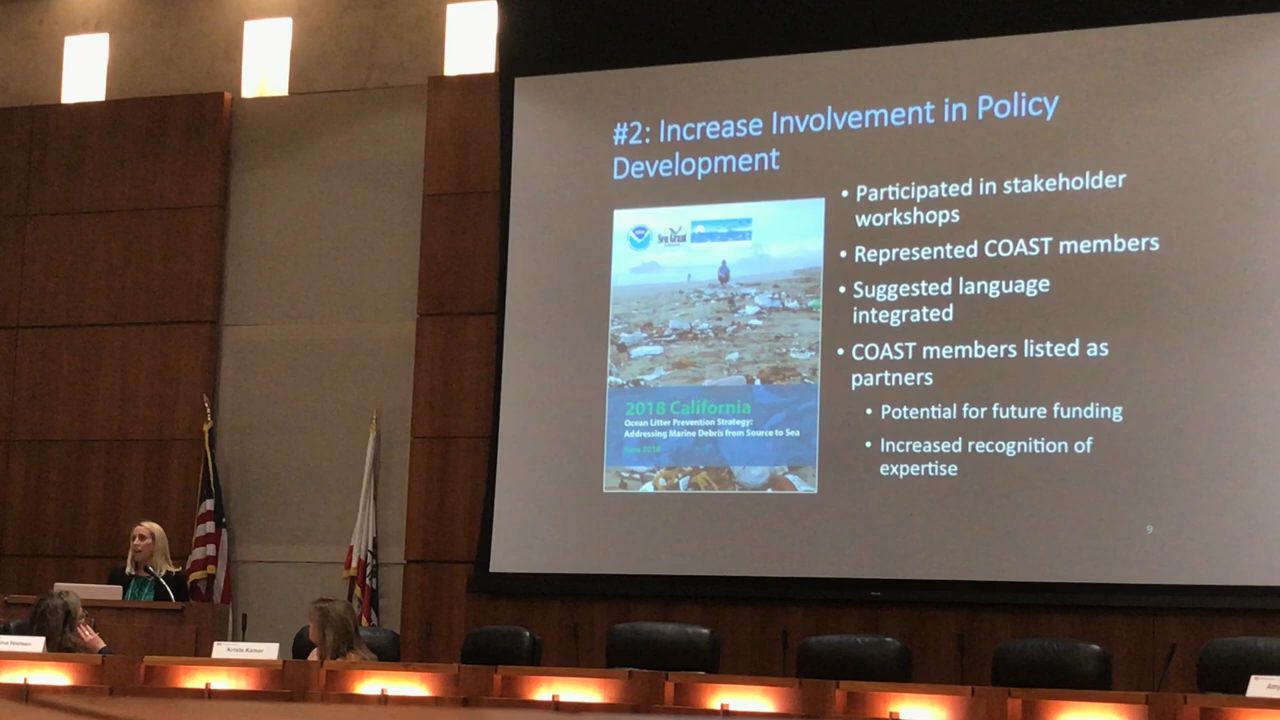 #2: Increase Involvement in Policy
Development
• Participated in stakeholder
workshops
• Represented COAST members
• Suggested language
integrated
• COAST members listed as
partners
• Potential for future funding
• Increased recognition of
expertise
Sea Grant
2018 California
Ocean Litter Prevention Strategy:
Addressing Marine Debris from Source to Sea
June 2018
9
Krista Kamer